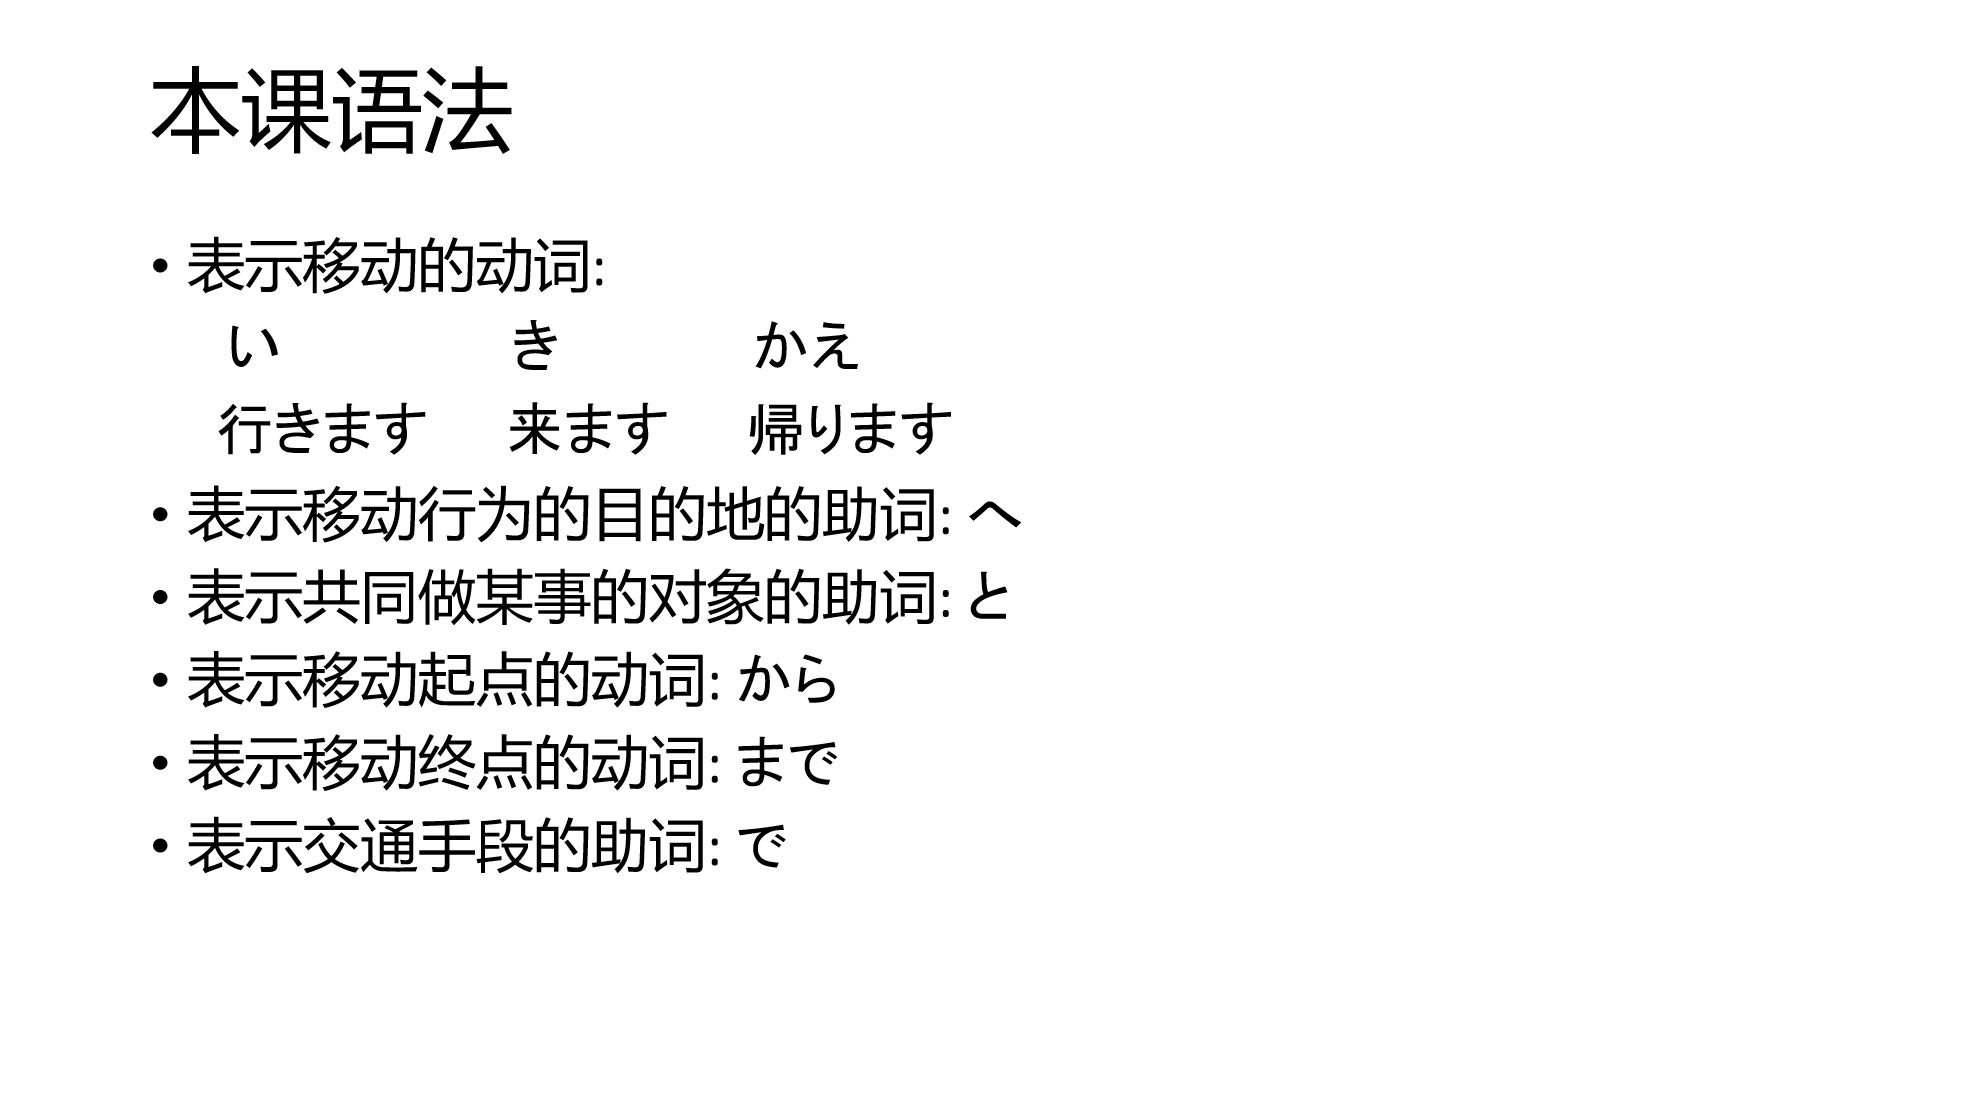 本课语法
• 表示移动的动词:
い き かえ
行きます 来ます 帰ります
• 表示移动行为的目的地的助词: へ
• 表示共同做某事的对象的助词: と
• 表示移动起点的动词: から
• 表示移动终点的动词: まで
• 表示交通手段的助词: で